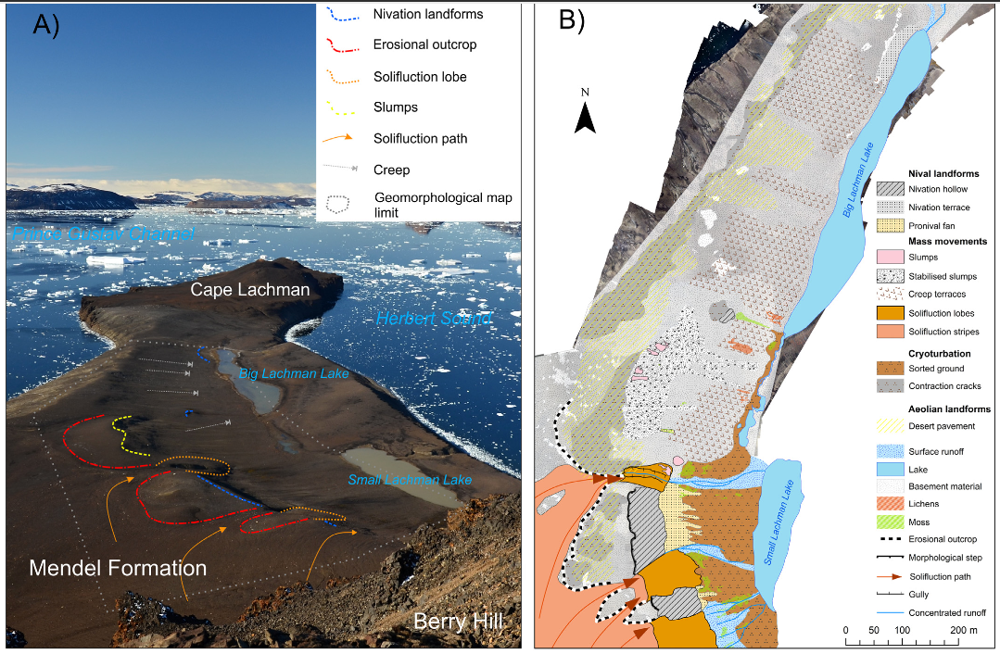 A)
Nivation landforms
Erosional outcrop
Solifluction lobe
Slumps
Solifluction path
Creep
Geomorphological map
limit
Prince Gustav Channel
Cape Lachman
Herbert Sound
Big Lachman Lake
Small Lachman Lake
Mendel Formation
Berry Hill
B)
N
Big Lachman Lake
Small Lachman Lake
Nival landforms
Nivation hollow
Nivation terrace
Pronival fan
Mass movements
Slumps
Stabilised slumps
Creep terraces
Solifluction lobes
Solifluction stripes
Cryoturbation
Sorted ground
Contraction cracks
Aeolian landforms
Desert pavement
Surface runoff
Lake
Basement material
Lichens
Moss
Erosional outcrop
Morphological step
Solifluction path
Gully
Concentrated runoff
0 50 100 200 m